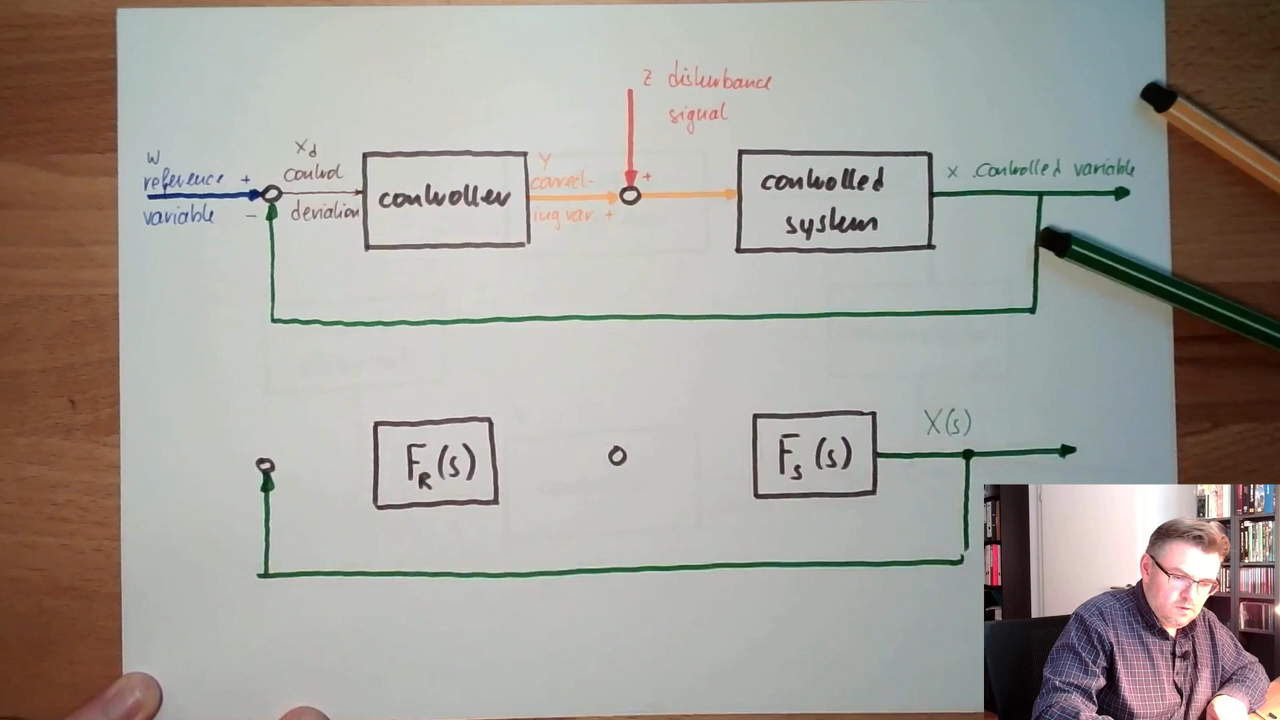 z disturbance
signal
w
reference +
variable -
xd
control
deviation
controller
y
correct-
ing var. +
+
controlled
system
x controlled variable
FR(s)
Fs(s)
X(s)